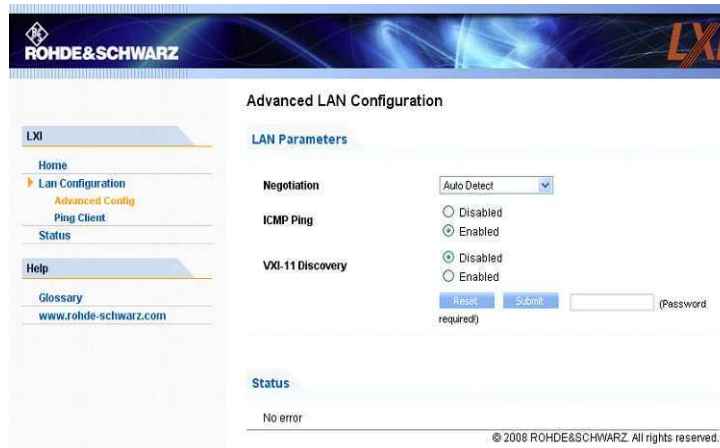 ROHDE&SCHWARZ
LXI
Advanced LAN Configuration
LXI
Home
Lan Configuration
Advanced Config
Ping Client
Status
Help
Glossary
www.rohde-schwarz.com
LAN Parameters
Negotiation
Auto Detect
ICMP Ping
Disabled
Enabled
VXI-11 Discovery
Disabled
Enabled
Reset Submit (Password
required!)
Status
No error
© 2008 ROHDE&SCHWARZ. All rights reserved.